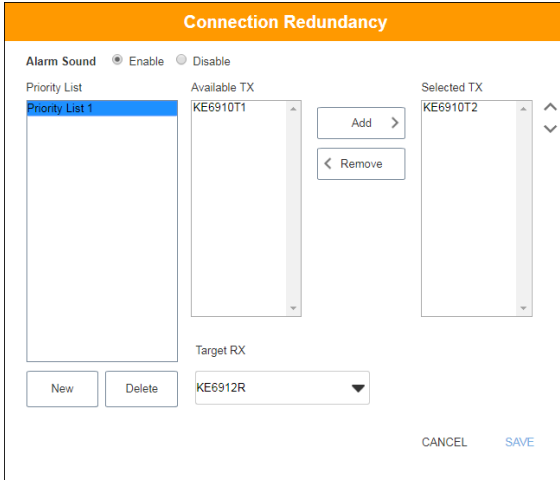 Connection Redundancy
Alarm Sound Enable Disable
Priority List Available TX Selected TX
Priority List 1 KE6910T1 KE6910T2
Add
Remove
Target RX
New Delete KE6912R
CANCEL SAVE